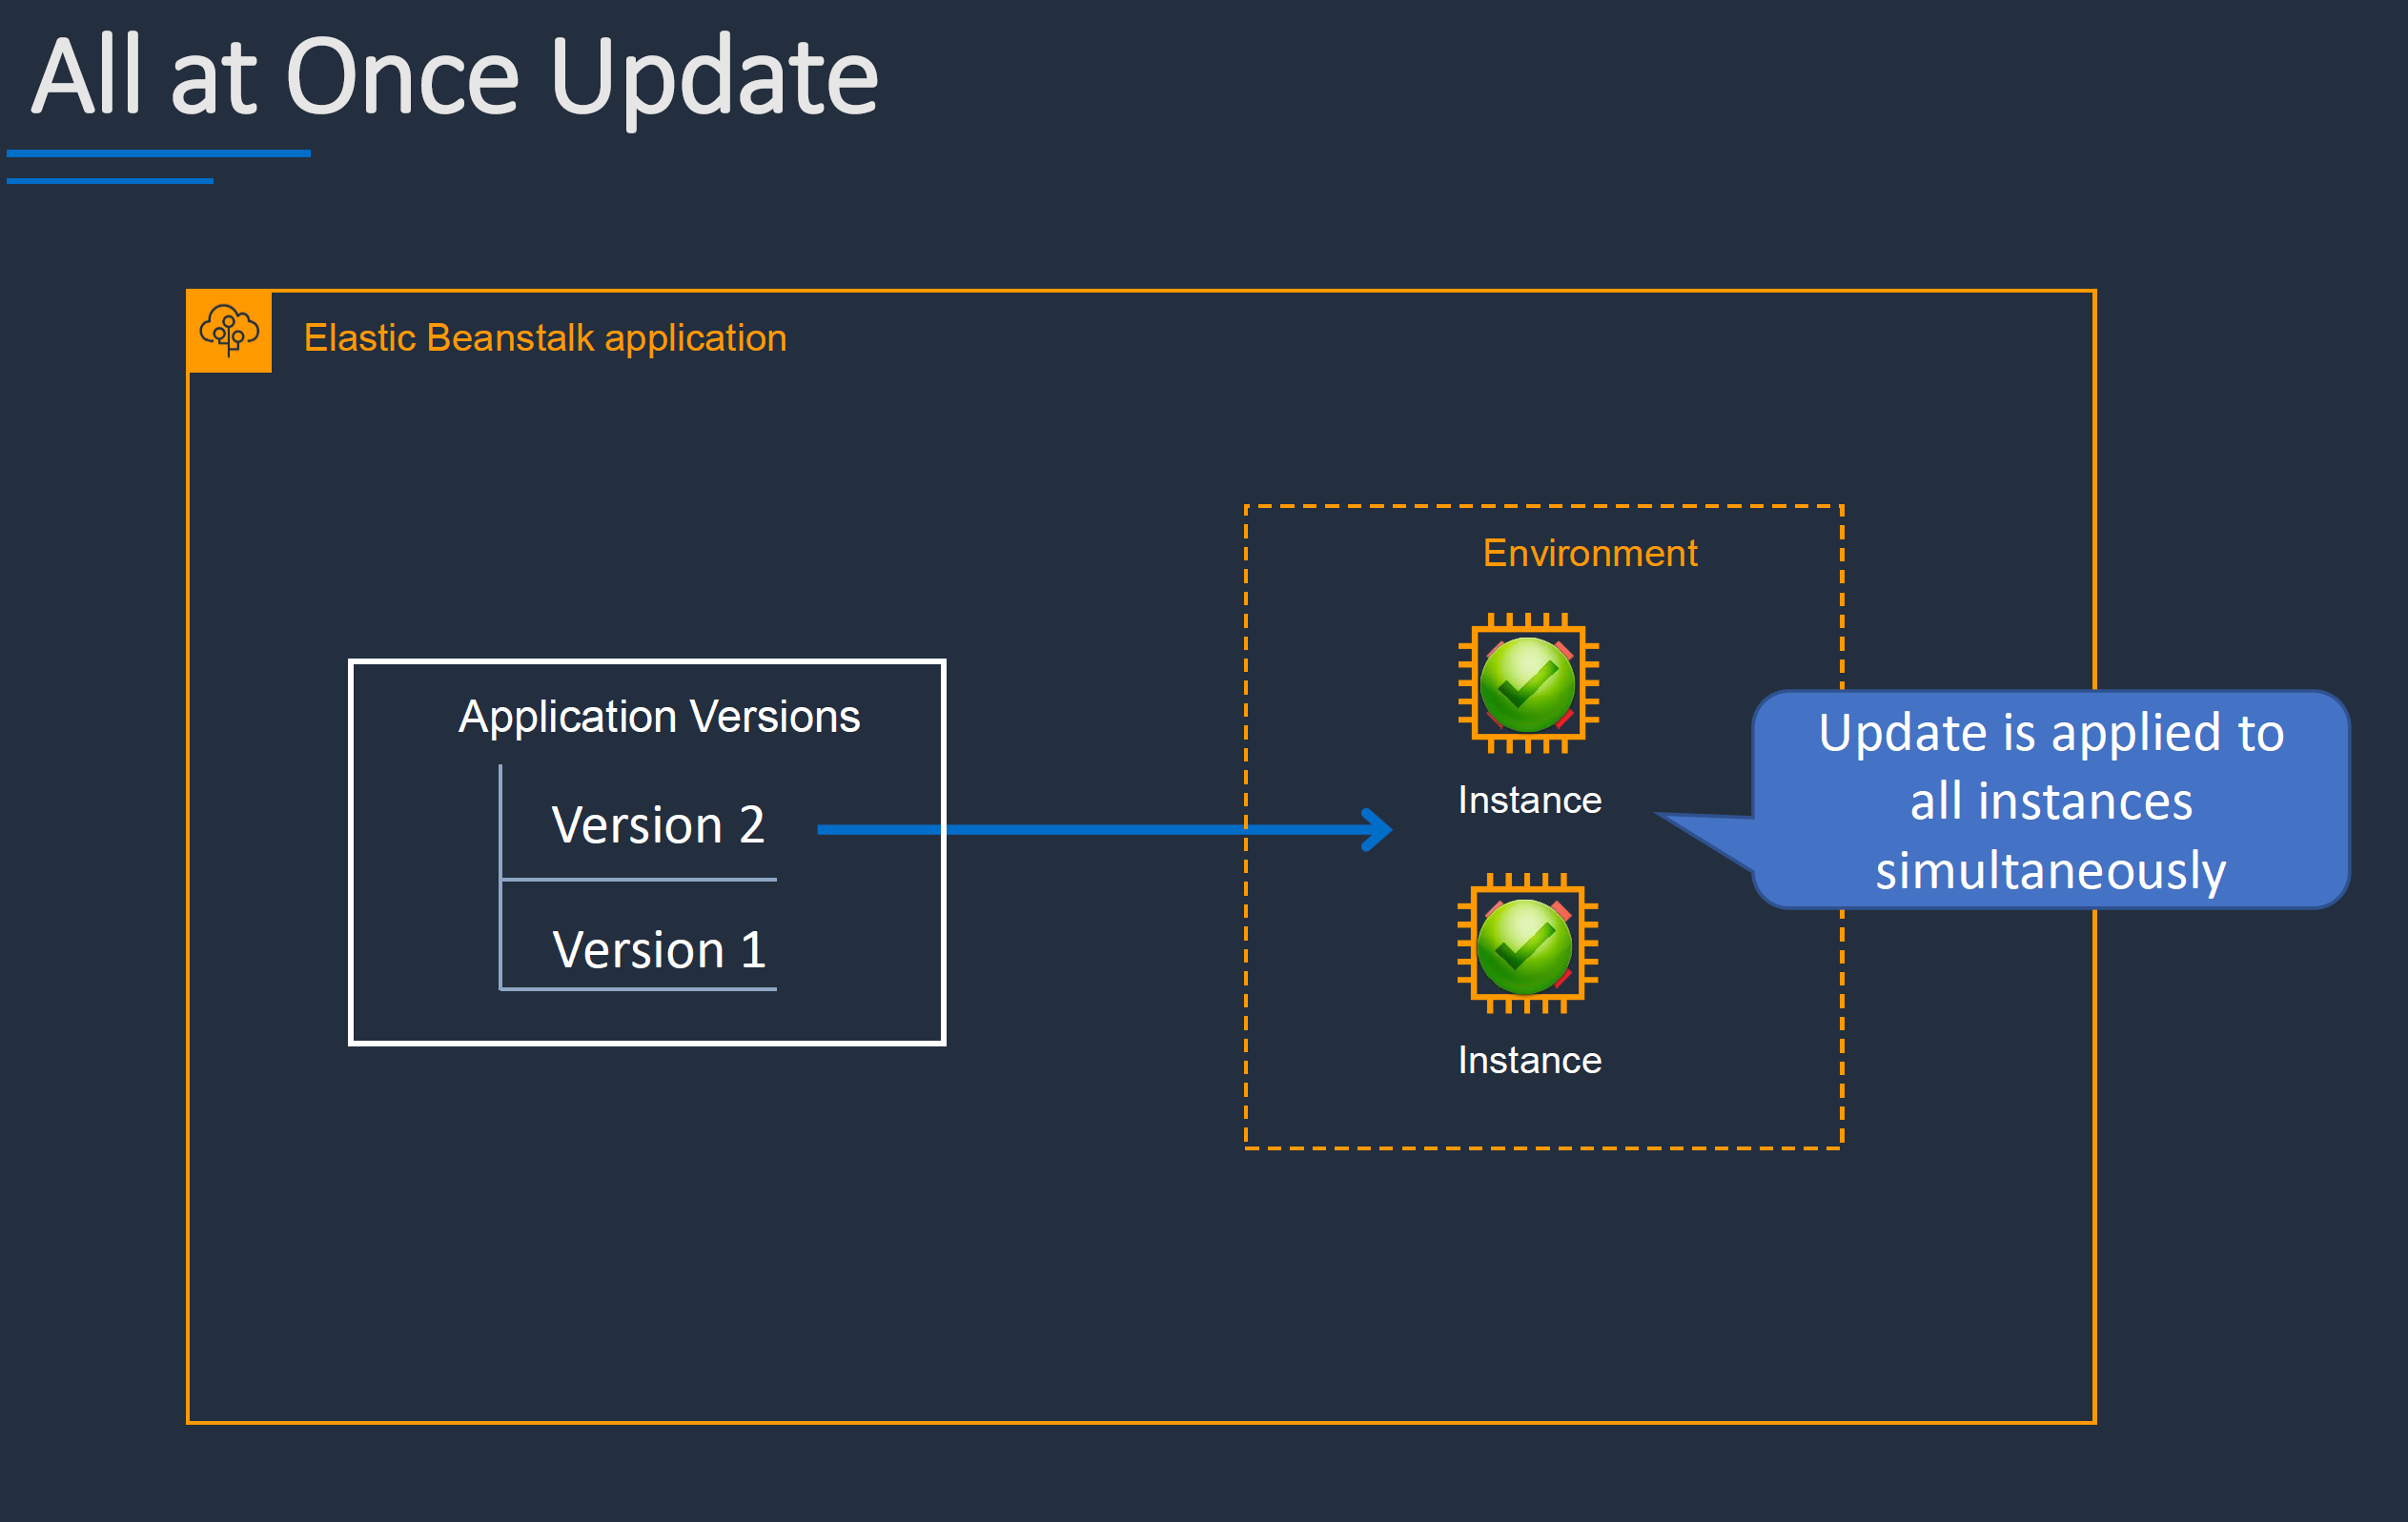 All at Once Update
Elastic Beanstalk application
Environment
Application Versions
Version 2
Version 1
Instance
Instance
Update is applied to
all instances
simultaneously